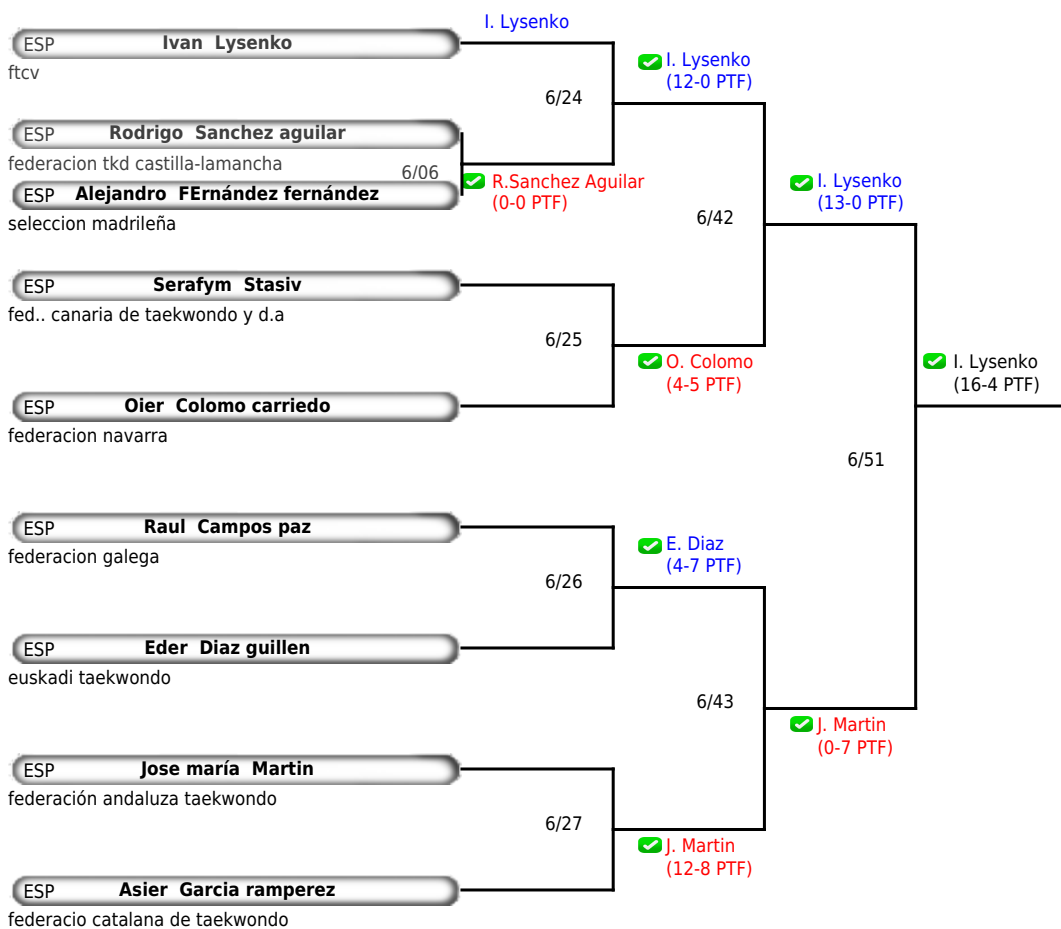 I. Lysenko
ESP Ivan Lysenko
ftcv
I. Lysenko
(12-0 PTF)
6/24
ESP Rodrigo Sanchez aguilar
federacion tkd castilla-lamancha
6/06
R.Sanchez Aguilar
(0-0 PTF)
ESP Alejandro FErnández fernández
seleccion madrileña
I. Lysenko
(13-0 PTF)
6/42
ESP Serafym Stasiv
fed.. canaria de taekwondo y d.a
6/25
O. Colomo
(4-5 PTF)
I. Lysenko
(16-4 PTF)
ESP Oier Colomo carriedo
federacion navarra
6/51
ESP Raul Campos paz
federacion galega
E. Diaz
(4-7 PTF)
6/26
ESP Eder Diaz guillen
euskadi taekwondo
6/43
J. Martin
(0-7 PTF)
ESP Jose maría Martin
federación andaluza taekwondo
6/27
J. Martin
(12-8 PTF)
ESP Asier Garcia ramperez
federacio catalana de taekwondo